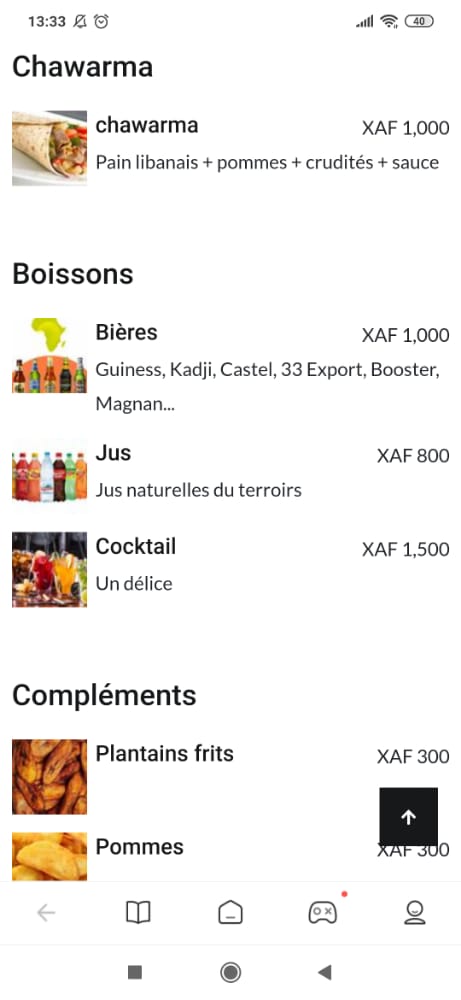 13:33
40
Chawarma
chawarma
XAF 1,000
Pain libanais + pommes + crudités + sauce
Boissons
Bières
XAF 1,000
Guiness, Kadji, Castel, 33 Export, Booster,
Magnan...
Jus
XAF 800
Jus naturelles du terroirs
Cocktail
XAF 1,500
Un délice
Compléments
Plantains frits
XAF 300
Pommes
XAF 300